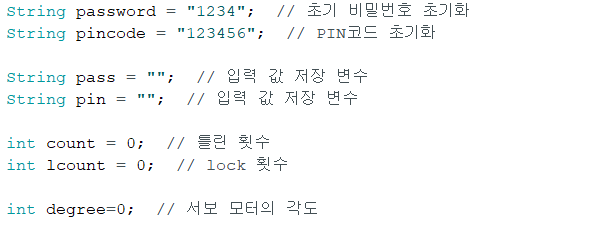 String password = "1234";  // 초기 비밀번호 초기화
String pincode = "123456";  // PIN코드 초기화
String pass = "";  // 입력 값 저장 변수
String pin = "";  // 입력 값 저장 변수
int count = 0;  // 틀린 횟수
int lcount = 0;  // lock 횟수
int degree=0;  // 서보 모터의 각도